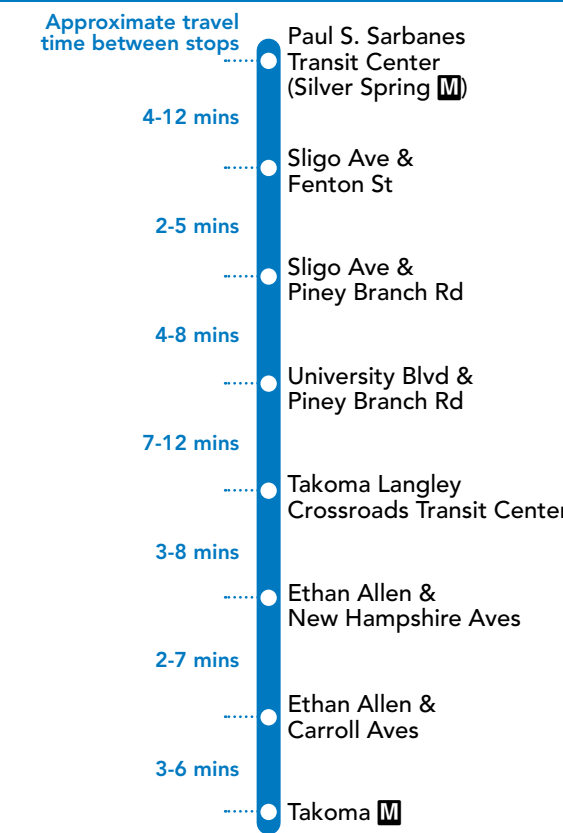 Approximate travel
time between stops
Paul S. Sarbanes
Transit Center
(Silver Spring M)
4-12 mins
Sligo Ave &
Fenton St
2-5 mins
Sligo Ave &
Piney Branch Rd
4-8 mins
University Blvd &
Piney Branch Rd
7-12 mins
Takoma Langley
Crossroads Transit Center
3-8 mins
Ethan Allen &
New Hampshire Aves
2-7 mins
Ethan Allen &
Carroll Aves
3-6 mins
Takoma M